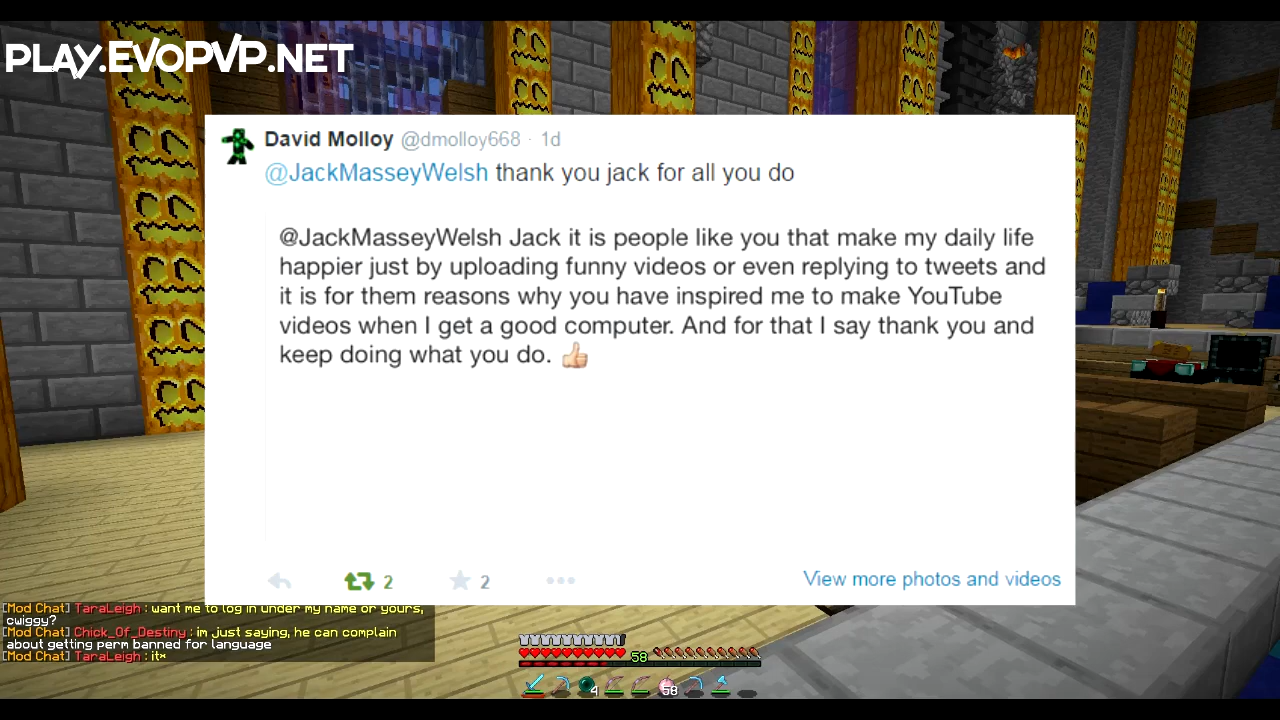 PLAY.EVOPVP.NET
David Molloy @dmolloy668 · 1d
@JackMasseyWelsh thank you jack for all you do
@JackMasseyWelsh Jack it is people like you that make my daily life
happier just by uploading funny videos or even replying to tweets and
it is for them reasons why you have inspired me to make YouTube
videos when I get a good computer. And for that I say thank you and
keep doing what you do. 👍
2 2
View more photos and videos
[Mod Chat] TaraLeigh : want me to log in under my name or yours,
cwiggy?
[Mod Chat] Chick_Of_Destiny : im just saying, he can complain
about getting perm banned for language
[Mod Chat] TaraLeigh : it*
58
4 58